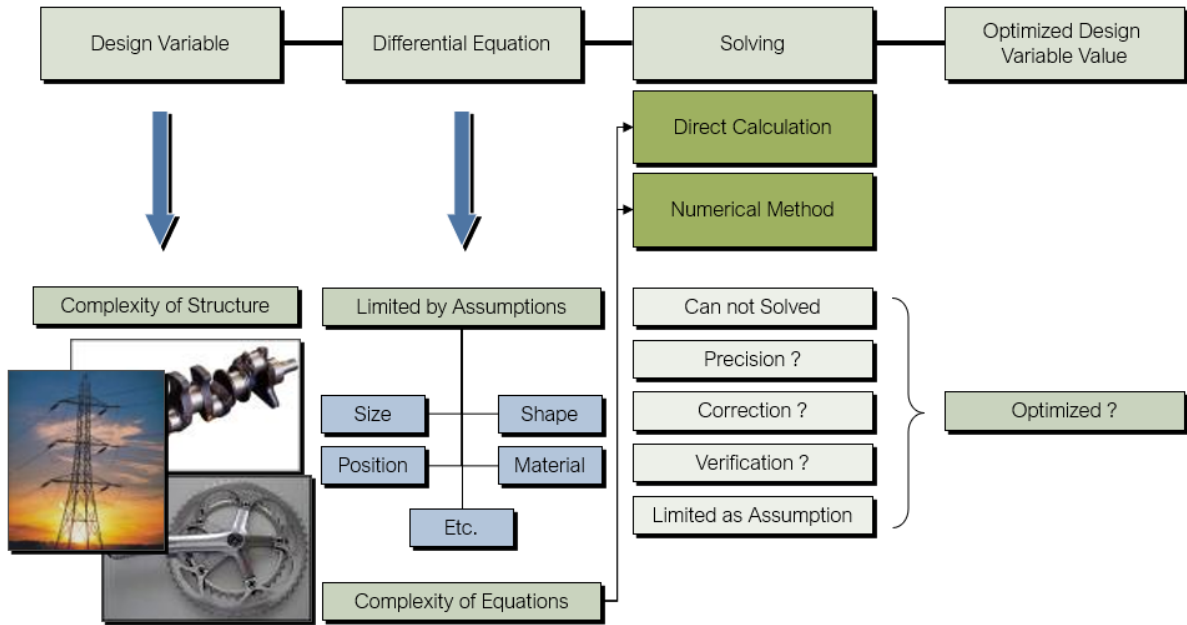 Design Variable
Differential Equation
Solving
Optimized Design
Variable Value
Direct Calculation
Numerical Method
Complexity of Structure
Limited by Assumptions
Size
Shape
Position
Material
Etc.
Complexity of Equations
Can not Solved
Precision ?
Correction ?
Verification ?
Limited as Assumption
Optimized ?